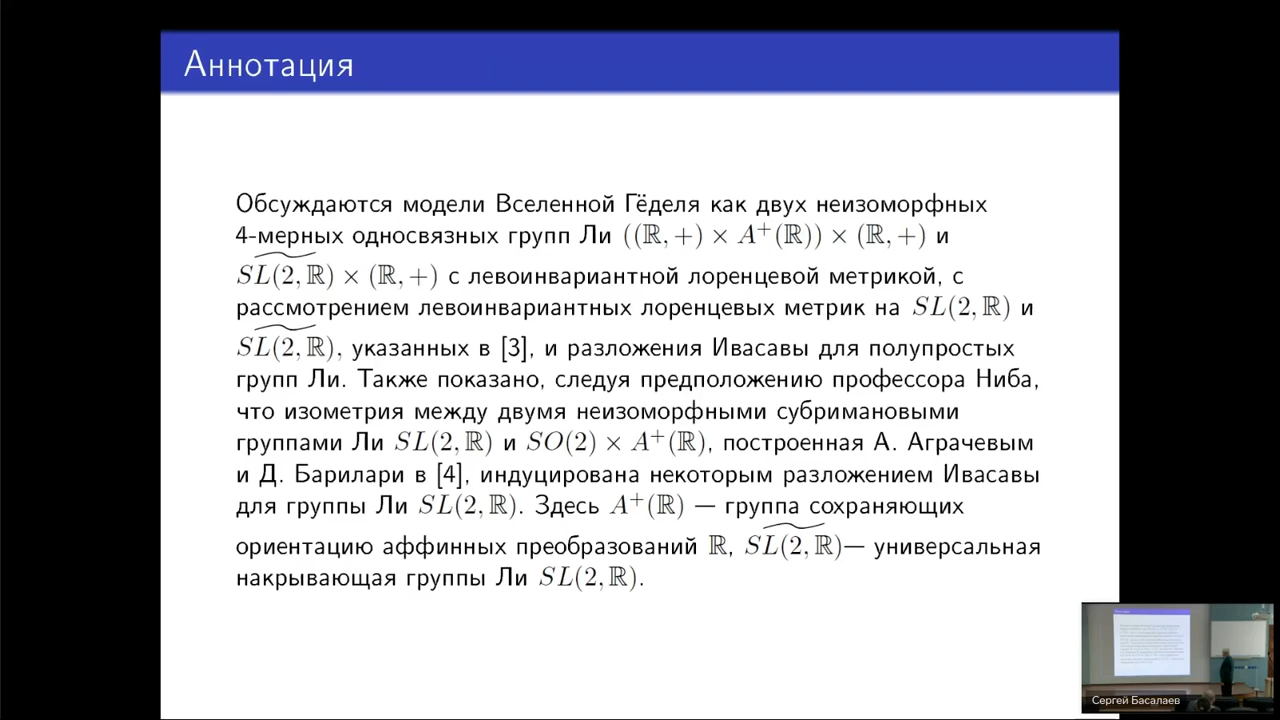 Аннотация
Обсуждаются модели Вселенной Гёделя как двух неизоморфных
4-мерных односвязных групп Ли ((ℝ, +) × A⁺(ℝ)) × (ℝ, +) и
S͠L(2, ℝ) × (ℝ, +) с левоинвариантной лоренцевой метрикой, с
рассмотрением левоинвариантных лоренцевых метрик на SL(2, ℝ) и
S͠L(2, ℝ), указанных в [3], и разложения Ивасавы для полупростых
групп Ли. Также показано, следуя предположению профессора Ниба,
что изометрия между двумя неизоморфными субримановыми
группами Ли SL(2, ℝ) и SO(2) × A⁺(ℝ), построенная А. Аграчевым
и Д. Барилари в [4], индуцирована некоторым разложением Ивасавы
для группы Ли SL(2, ℝ). Здесь A⁺(ℝ) — группа сохраняющих
ориентацию аффинных преобразований ℝ, S͠L(2, ℝ)— универсальная
накрывающая группы Ли SL(2, ℝ).
Сергей Басалаев